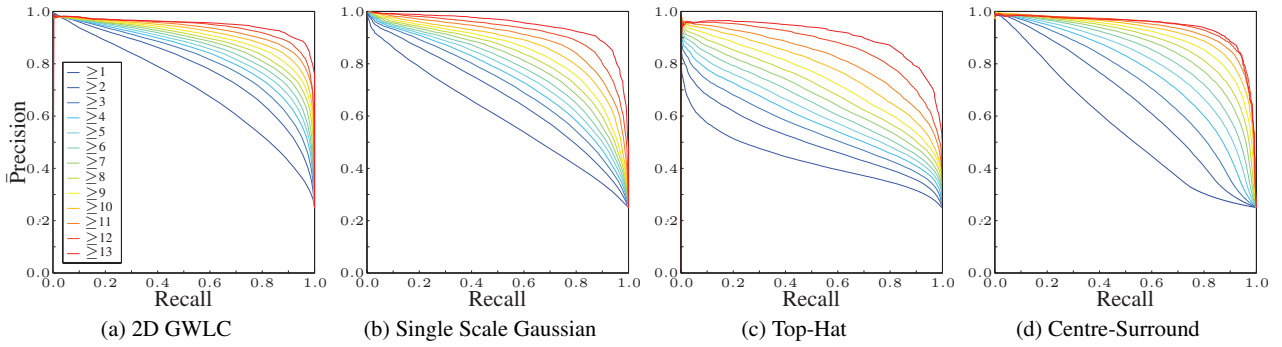 1.0 1.0 1.0 1.0
0.8 0.8 0.8 0.8
0.6 0.6 0.6 0.6
0.4 0.4 0.4 0.4
0.2 0.2 0.2 0.2
0.0 0.0 0.0 0.0
Precision
≥1
≥2
≥3
≥4
≥5
≥6
≥7
≥8
≥9
≥10
≥11
≥12
≥13
0.0 0.2 0.4 0.6 0.8 1.0 0.0 0.2 0.4 0.6 0.8 1.0 0.0 0.2 0.4 0.6 0.8 1.0 0.0 0.2 0.4 0.6 0.8 1.0
Recall Recall Recall Recall
(a) 2D GWLC (b) Single Scale Gaussian (c) Top-Hat (d) Centre-Surround